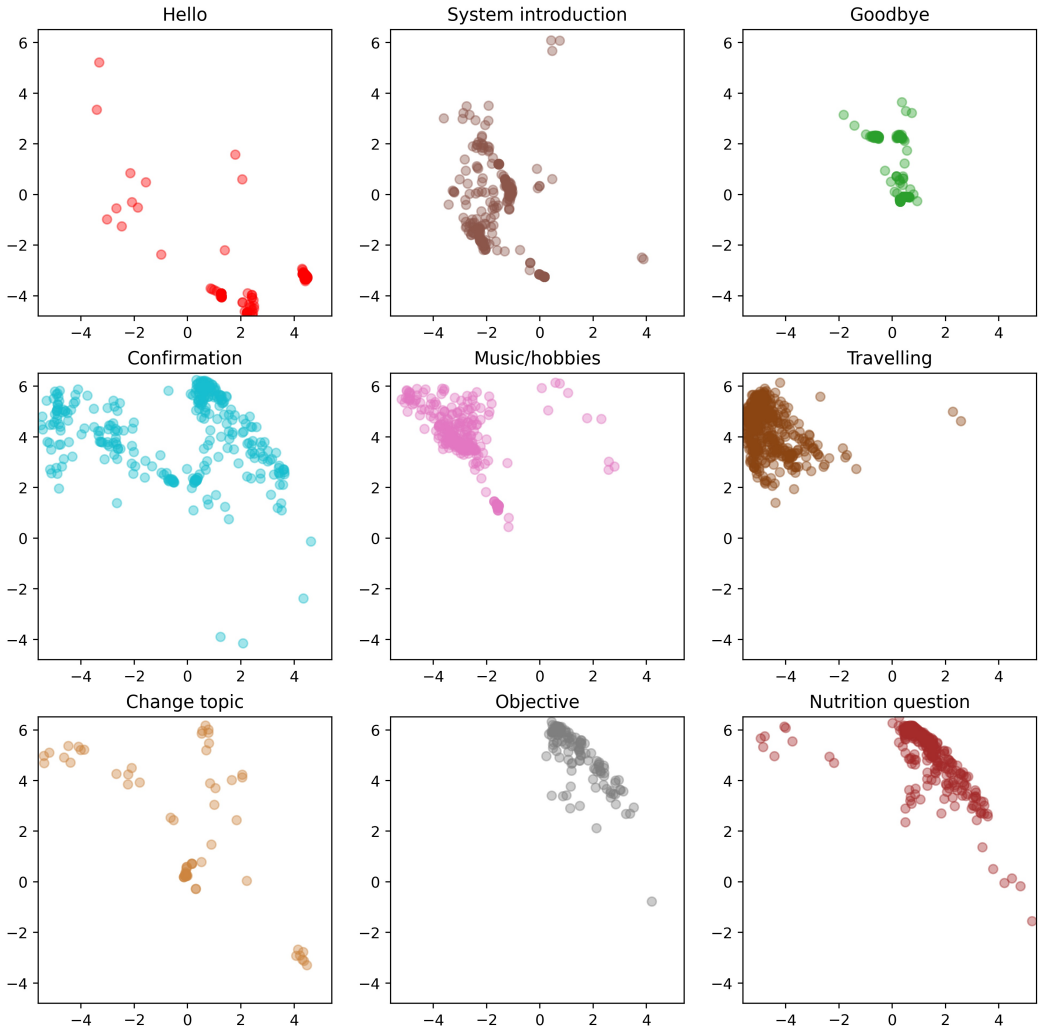 Hello System introduction Goodbye
6 6 6
4 4 4
2 2 2
0 0 0
−2 −2 −2
−4 −4 −4
−4 −2 0 2 4 −4 −2 0 2 4 −4 −2 0 2 4
Confirmation Music/hobbies Travelling
6 6 6
4 4 4
2 2 2
0 0 0
−2 −2 −2
−4 −4 −4
−4 −2 0 2 4 −4 −2 0 2 4 −4 −2 0 2 4
Change topic Objective Nutrition question
6 6 6
4 4 4
2 2 2
0 0 0
−2 −2 −2
−4 −4 −4
−4 −2 0 2 4 −4 −2 0 2 4 −4 −2 0 2 4